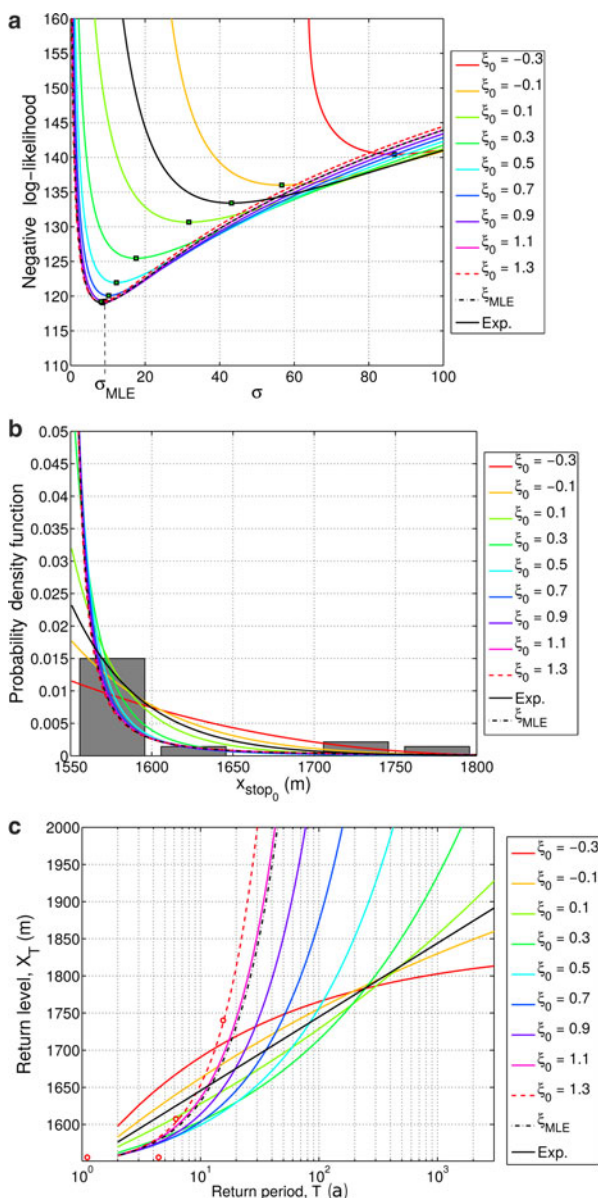 a
160
155
150
145
140
135
130
125
120
115
110
Negative log-likelihood
0 20 40 60 80 100
σMLE
σ
ξ0 = −0.3
ξ0 = −0.1
ξ0 = 0.1
ξ0 = 0.3
ξ0 = 0.5
ξ0 = 0.7
ξ0 = 0.9
ξ0 = 1.1
ξ0 = 1.3
ξMLE
Exp.
b
0.05
0.045
0.04
0.035
0.03
0.025
0.02
0.015
0.01
0.005
0
Probability density function
1550 1600 1650 1700 1750 1800
xstop0 (m)
ξ0 = −0.3
ξ0 = −0.1
ξ0 = 0.1
ξ0 = 0.3
ξ0 = 0.5
ξ0 = 0.7
ξ0 = 0.9
ξ0 = 1.1
ξ0 = 1.3
Exp.
ξMLE
c
2000
1950
1900
1850
1800
1750
1700
1650
1600
Return level, XT (m)
10^0 10^1 10^2 10^3
Return period, T (a)
ξ0 = −0.3
ξ0 = −0.1
ξ0 = 0.1
ξ0 = 0.3
ξ0 = 0.5
ξ0 = 0.7
ξ0 = 0.9
ξ0 = 1.1
ξ0 = 1.3
ξMLE
Exp.